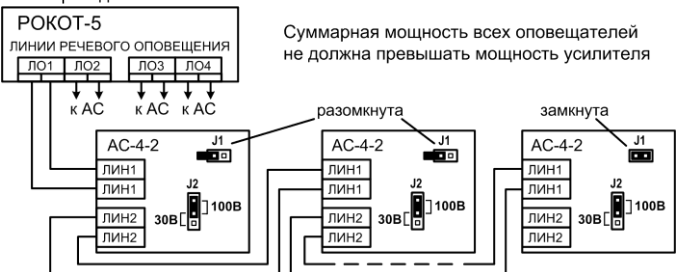 РОКОТ-5
ЛИНИИ РЕЧЕВОГО ОПОВЕЩЕНИЯ
ЛО1 ЛО2 ЛО3 ЛО4
к АС к АС к АС
Суммарная мощность всех оповещателей
не должна превышать мощность усилителя
разомкнута
замкнута
АС-4-2
J1
ЛИН1
ЛИН1
J2
ЛИН2
ЛИН2
30В
100В
АС-4-2
J1
ЛИН1
ЛИН1
J2
ЛИН2
ЛИН2
30В
100В
АС-4-2
J1
ЛИН1
ЛИН1
J2
ЛИН2
ЛИН2
30В
100В